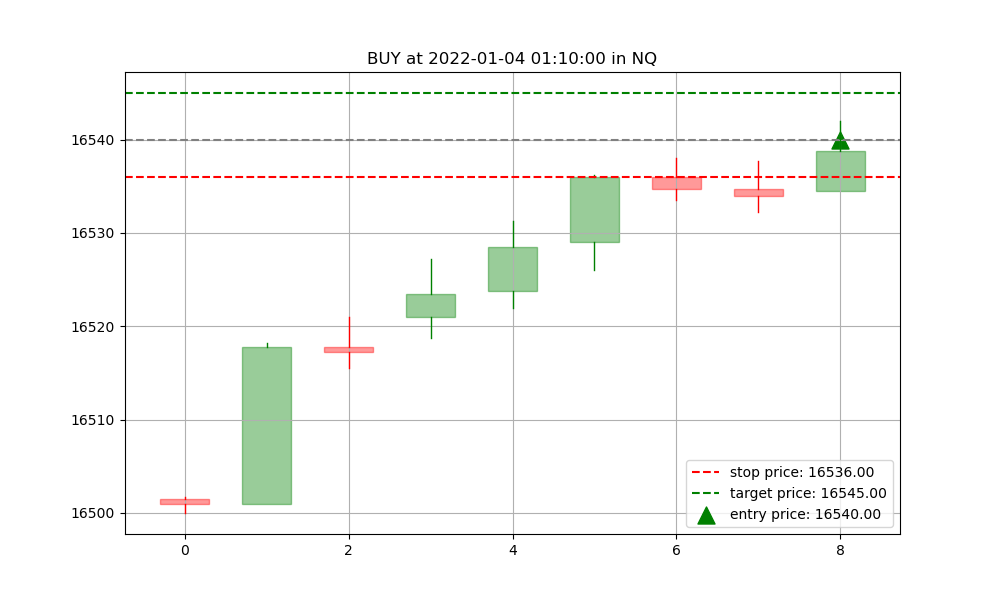 BUY at 2022-01-04 01:10:00 in NQ
16540
16530
16520
16510
16500
0 2 4 6 8
stop price: 16536.00
target price: 16545.00
entry price: 16540.00